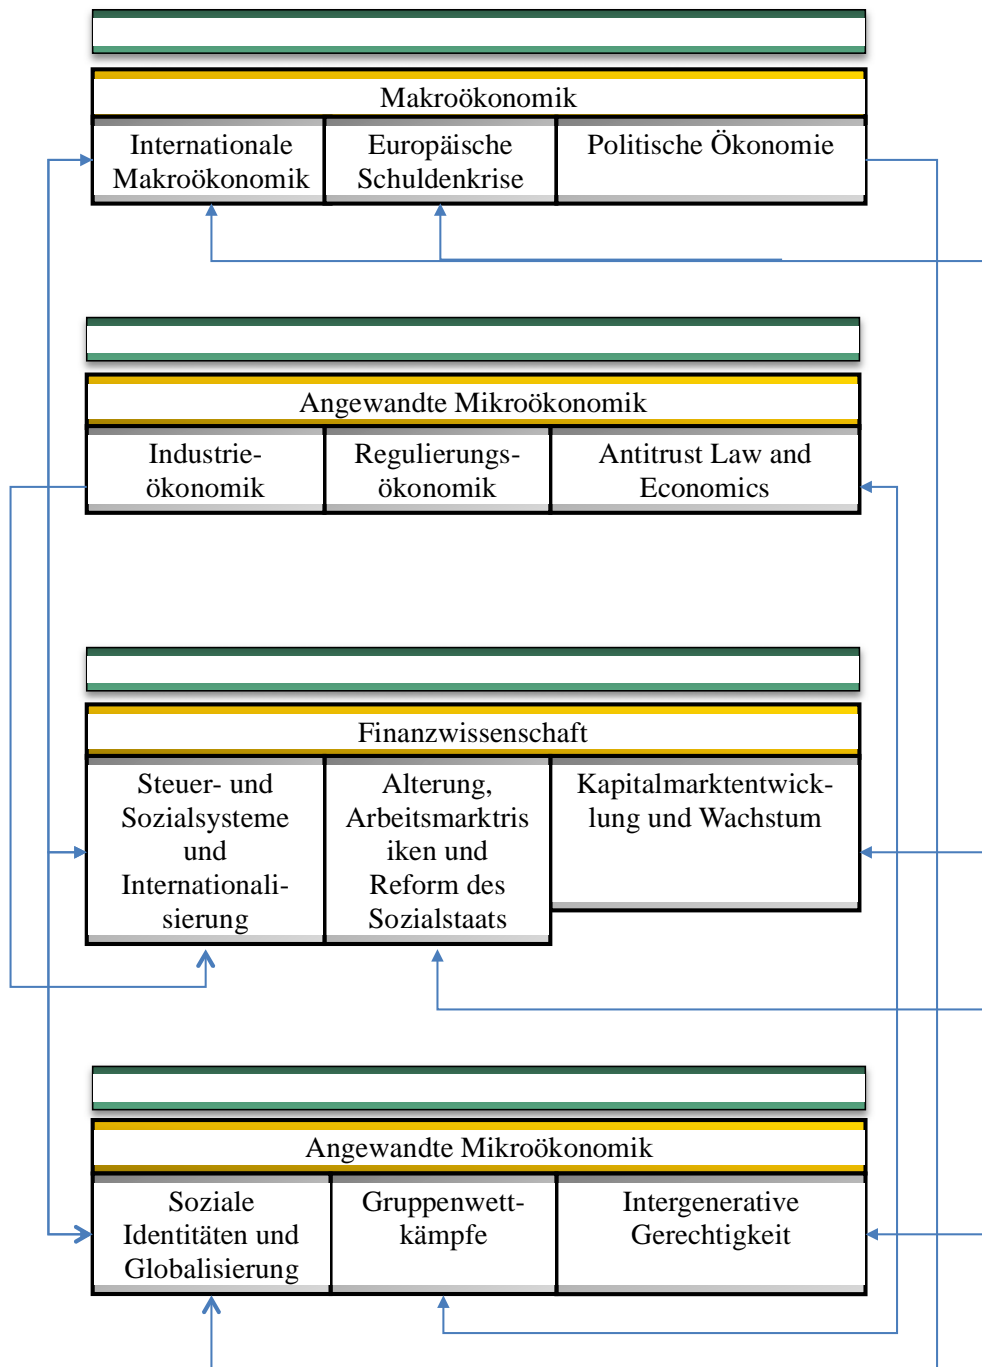 Makroökonomik
Internationale
Makroökonomik
Europäische
Schuldenkrise
Politische Ökonomie
Angewandte Mikroökonomik
Industrie-
ökonomik
Regulierungs-
ökonomik
Antitrust Law and
Economics
Finanzwissenschaft
Steuer- und
Sozialsysteme
und
Internationali-
sierung
Alterung,
Arbeitsmarktris
iken und
Reform des
Sozialstaats
Kapitalmarktentwick-
lung und Wachstum
Angewandte Mikroökonomik
Soziale
Identitäten und
Globalisierung
Gruppenwett-
kämpfe
Intergenerative
Gerechtigkeit